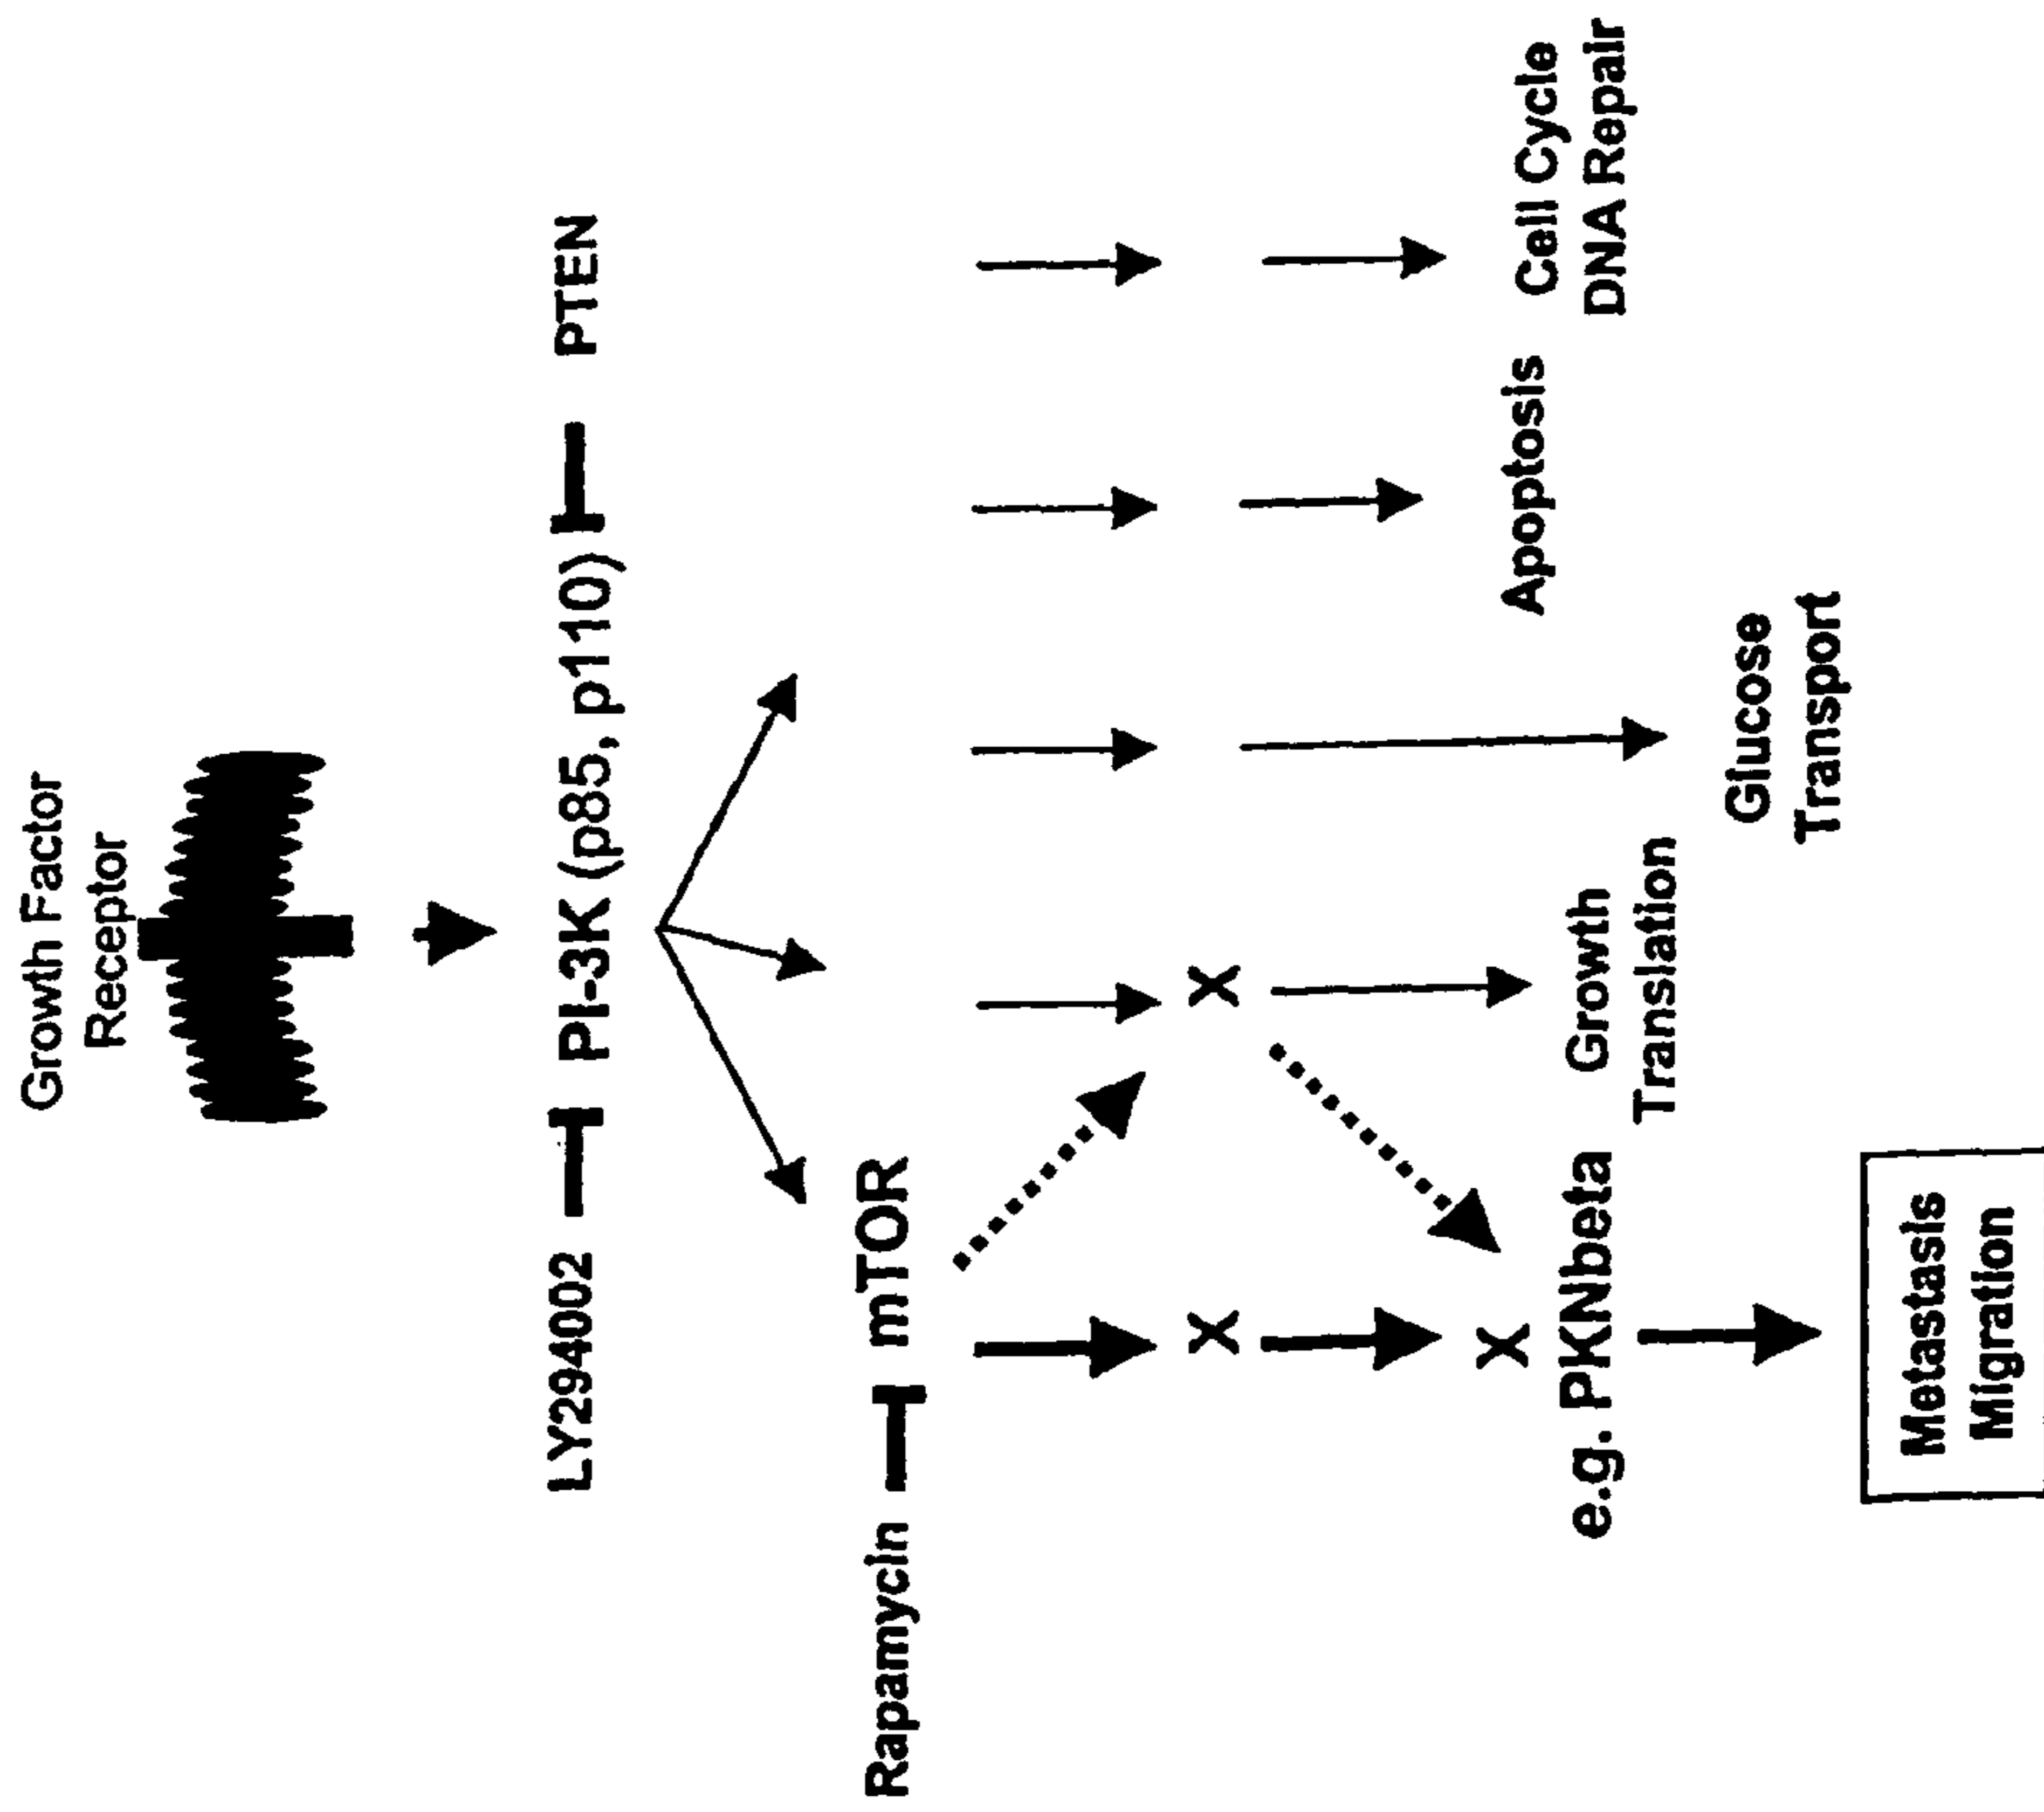 Growth Factor
Receptor
LY294002 PI-3K (p85, p110) PTEN
Rapamycin mTOR
X X
X
e.g. PKNbeta
Growth
Translation
Glucose
Transport
Apoptosis
Cell Cycle
DNA Repair
Metastasis
Migration